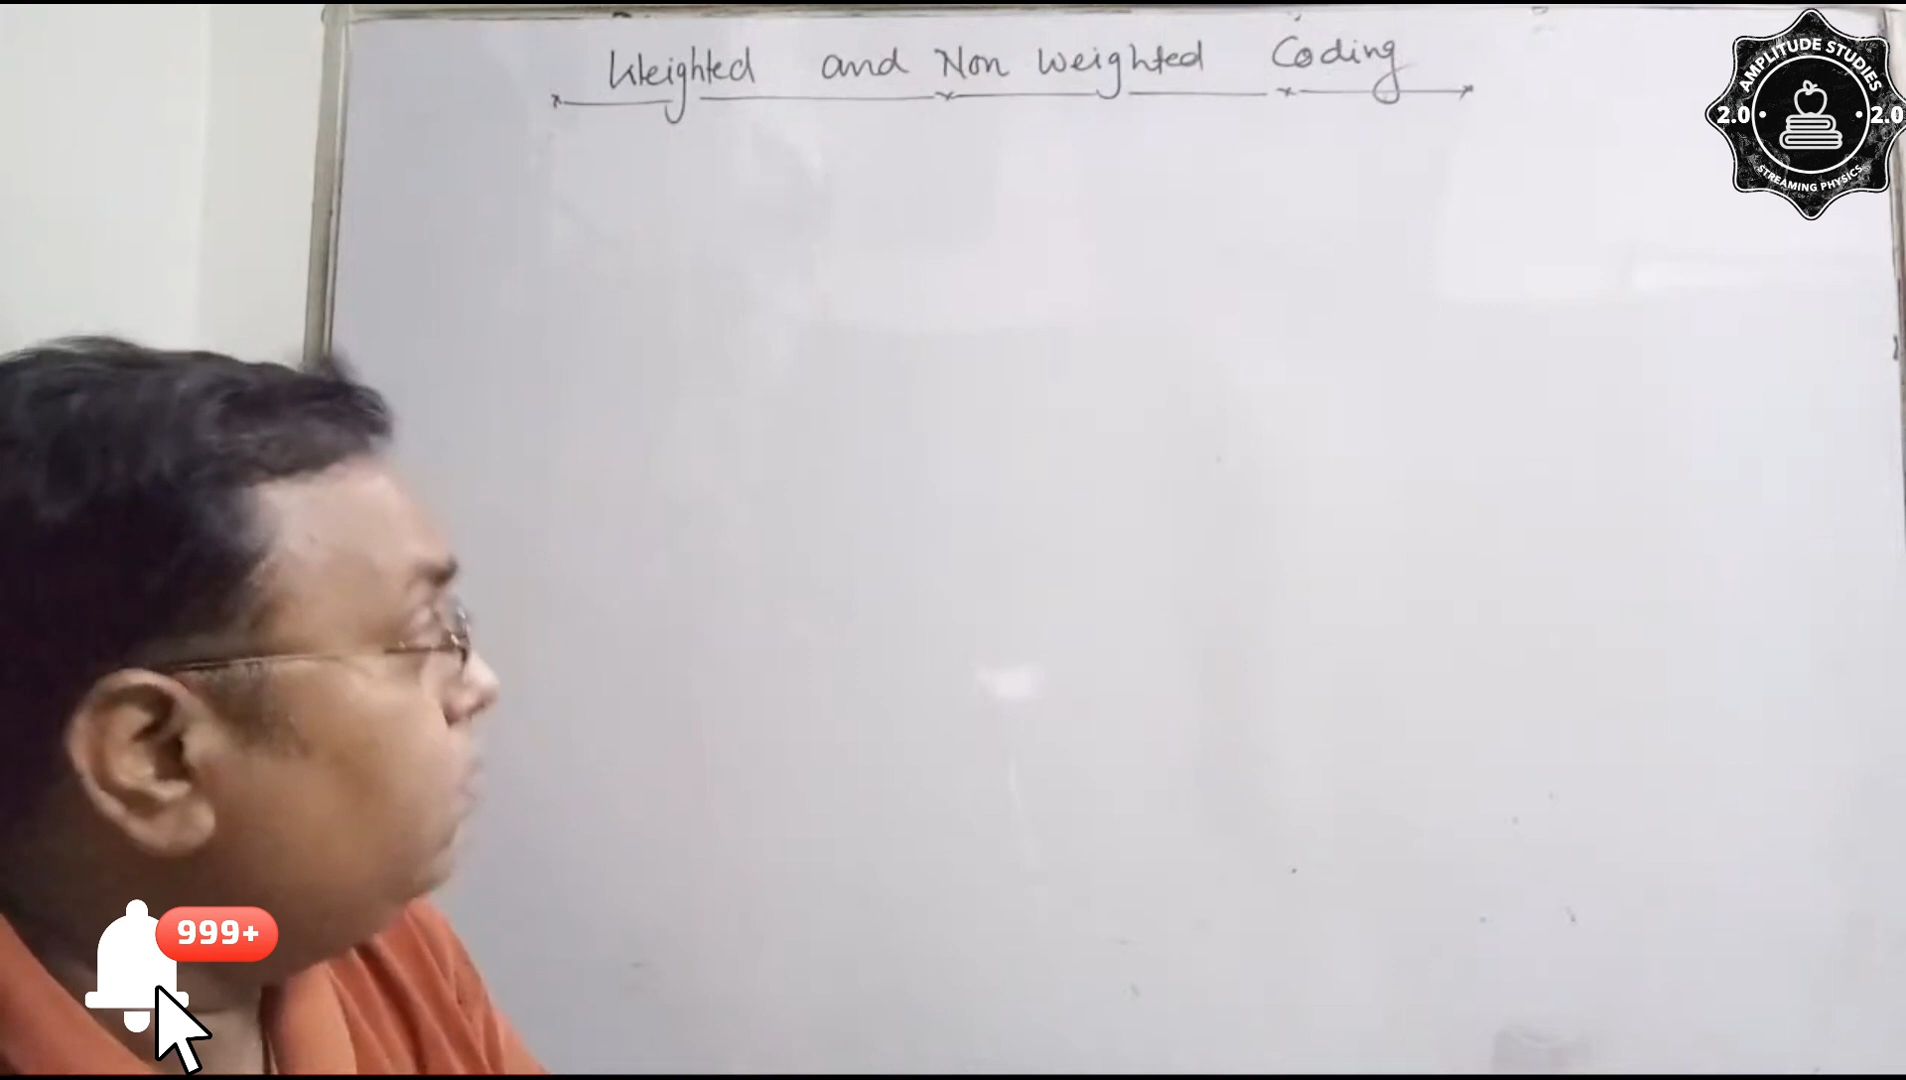 Weighted and Non Weighted Coding
AMPLITUDE STUDIES
2.0 2.0
STREAMING PHYSICS
999+